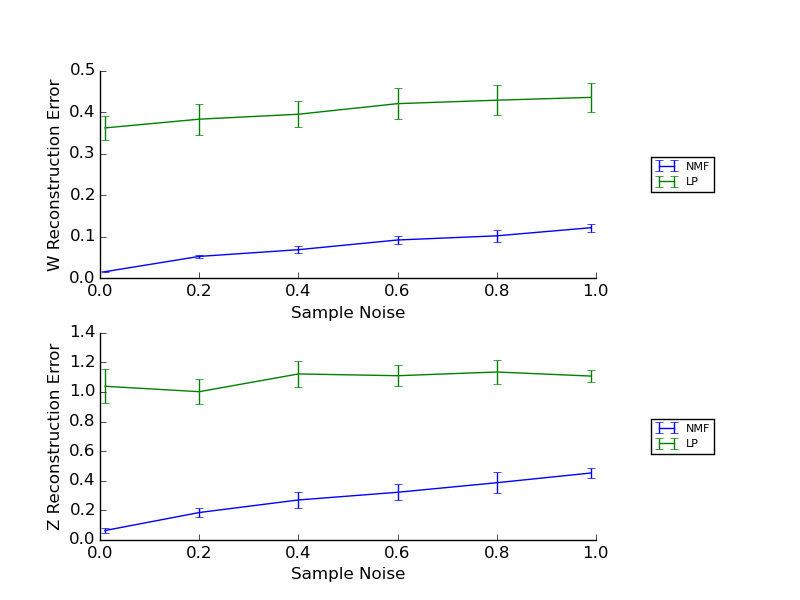 0.5
0.4
0.3
0.2
0.1
0.0
W Reconstruction Error
0.0 0.2 0.4 0.6 0.8 1.0
Sample Noise
NMF
LP
1.4
1.2
1.0
0.8
0.6
0.4
0.2
0.0
Z Reconstruction Error
0.0 0.2 0.4 0.6 0.8 1.0
Sample Noise
NMF
LP